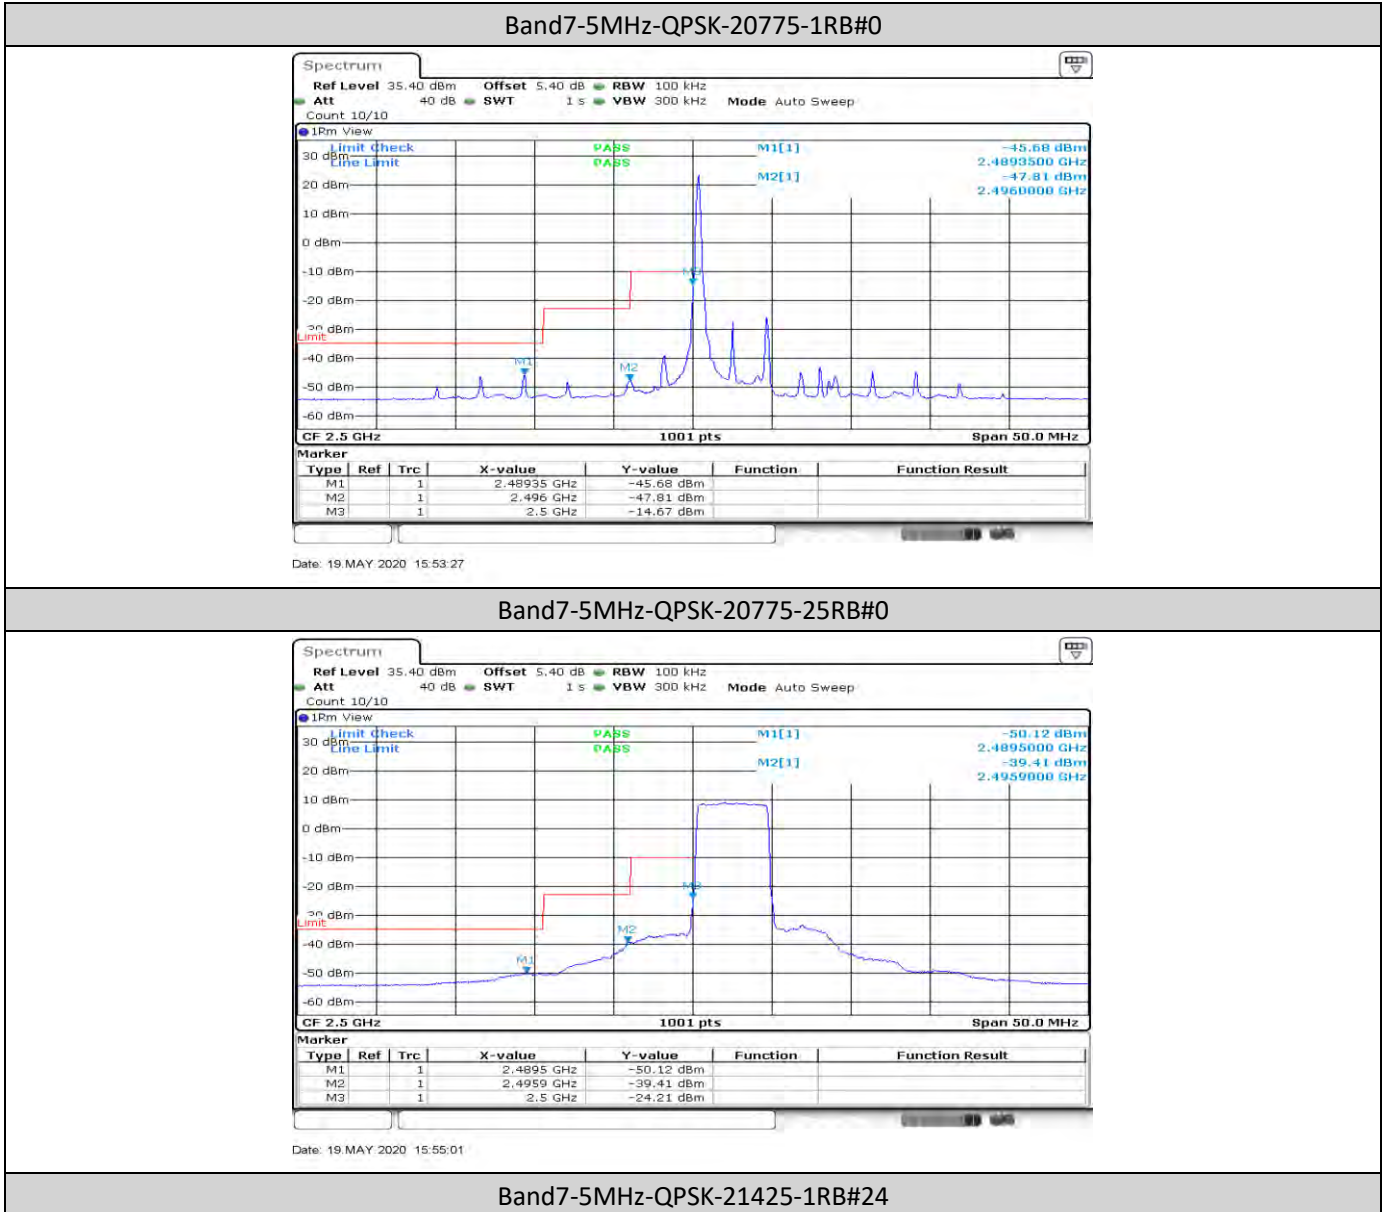 Band7-5MHz-QPSK-20775-1RB#0
Spectrum
Ref Level 35.40 dBm Offset 5.40 dB RBW 100 kHz
Att 40 dB SWT 1 s VBW 300 kHz Mode Auto Sweep
Count 10/10
1Rm View
Limit Check PASS M1[1] -45.68 dBm
30 dBm
Line Limit PASS 2.4893500 GHz
M2[1] -47.81 dBm
20 dBm
2.4960000 GHz
10 dBm
0 dBm
-10 dBm
M3
-20 dBm
-30 dBm
Limit
-40 dBm
M1
M2
-50 dBm
-60 dBm
CF 2.5 GHz 1001 pts Span 50.0 MHz
Marker
Type Ref Trc X-value Y-value Function Function Result
M1 1 2.48935 GHz -45.68 dBm
M2 1 2.496 GHz -47.81 dBm
M3 1 2.5 GHz -14.67 dBm
Date: 19.MAY.2020 15:53:27
Band7-5MHz-QPSK-20775-25RB#0
Spectrum
Ref Level 35.40 dBm Offset 5.40 dB RBW 100 kHz
Att 40 dB SWT 1 s VBW 300 kHz Mode Auto Sweep
Count 10/10
1Rm View
Limit Check PASS M1[1] -50.12 dBm
30 dBm
Line Limit PASS 2.4895000 GHz
M2[1] -39.41 dBm
20 dBm
2.4959000 GHz
10 dBm
0 dBm
-10 dBm
-20 dBm
M3
-30 dBm
Limit
M2
-40 dBm
M1
-50 dBm
-60 dBm
CF 2.5 GHz 1001 pts Span 50.0 MHz
Marker
Type Ref Trc X-value Y-value Function Function Result
M1 1 2.4895 GHz -50.12 dBm
M2 1 2.4959 GHz -39.41 dBm
M3 1 2.5 GHz -24.21 dBm
Date: 19.MAY.2020 15:55:01
Band7-5MHz-QPSK-21425-1RB#24